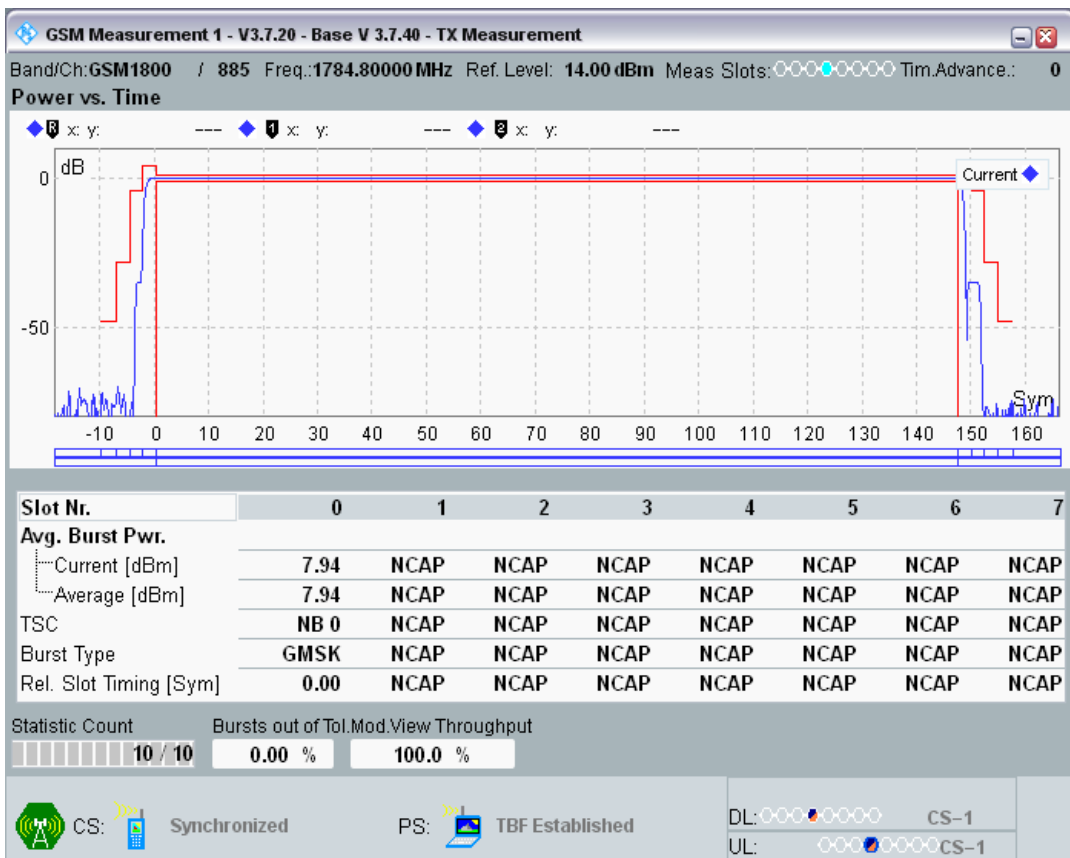 GSM Measurement 1 - V3.7.20 - Base V 3.7.40 - TX Measurement
Band/Ch:GSM1800 / 885 Freq.:1784.80000 MHz Ref. Level: 14.00 dBm Meas Slots: Tim.Advance.: 0
Power vs. Time
R x: y: --- 1 x: y: --- 2 x: y: ---
dB
Current
0
-50
Sym
-10 0 10 20 30 40 50 60 70 80 90 100 110 120 130 140 150 160
Slot Nr. 0 1 2 3 4 5 6 7
Avg. Burst Pwr.
Current [dBm] 7.94 NCAP NCAP NCAP NCAP NCAP NCAP NCAP
Average [dBm] 7.94 NCAP NCAP NCAP NCAP NCAP NCAP NCAP
TSC NB 0 NCAP NCAP NCAP NCAP NCAP NCAP NCAP
Burst Type GMSK NCAP NCAP NCAP NCAP NCAP NCAP NCAP
Rel. Slot Timing [Sym] 0.00 NCAP NCAP NCAP NCAP NCAP NCAP NCAP
Statistic Count Bursts out of Tol.Mod.View Throughput
10 / 10 0.00 % 100.0 %
CS: Synchronized PS: TBF Established
DL: CS-1
UL: CS-1